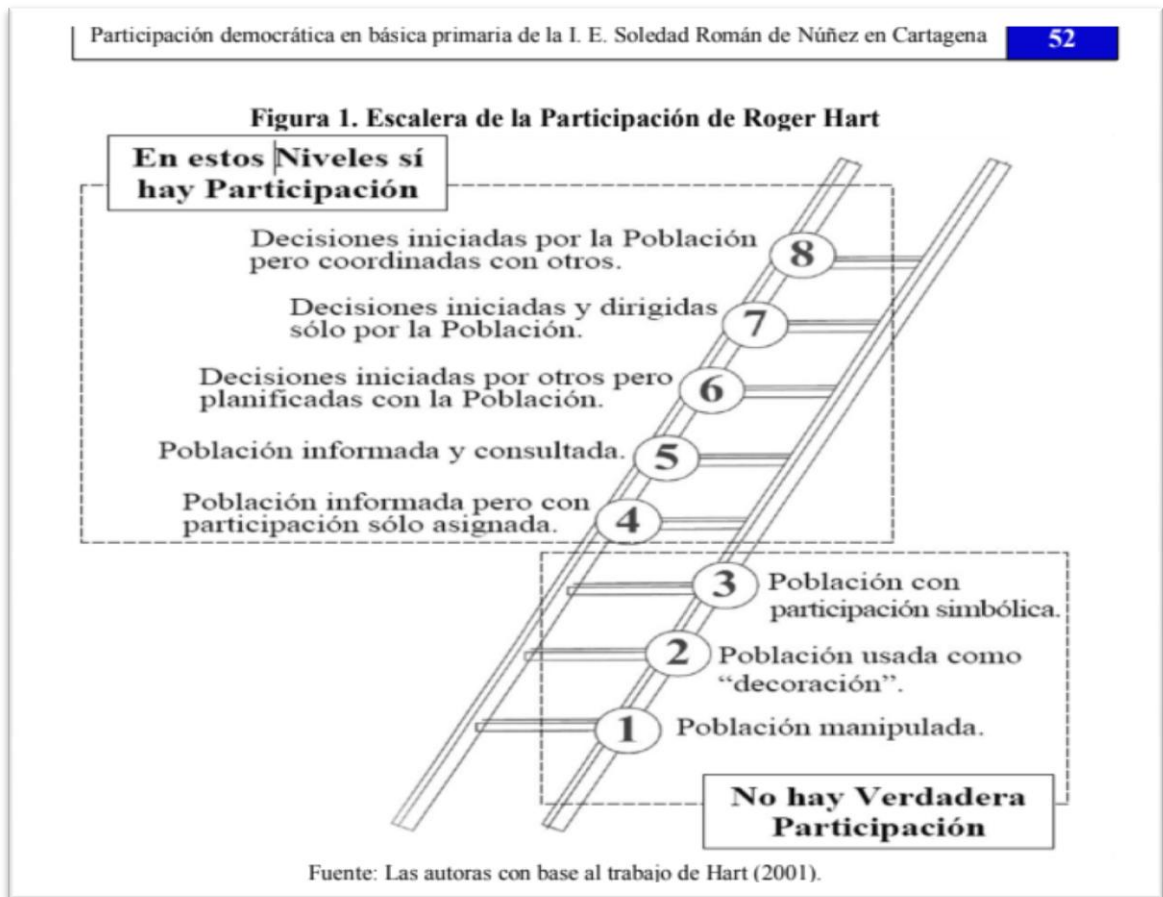 Participación democrática en básica primaria de la I. E. Soledad Román de Núñez en Cartagena
52
Figura 1. Escalera de la Participación de Roger Hart
En estos Niveles sí
hay Participación
Decisiones iniciadas por la Población
pero coordinadas con otros.
8
Decisiones iniciadas y dirigidas
sólo por la Población.
7
Decisiones iniciadas por otros pero
planificadas con la Población.
6
Población informada y consultada.
5
Población informada pero con
participación sólo asignada.
4
3
Población con
participación simbólica.
2
Población usada como
“decoración”.
1
Población manipulada.
No hay Verdadera
Participación
Fuente: Las autoras con base al trabajo de Hart (2001).